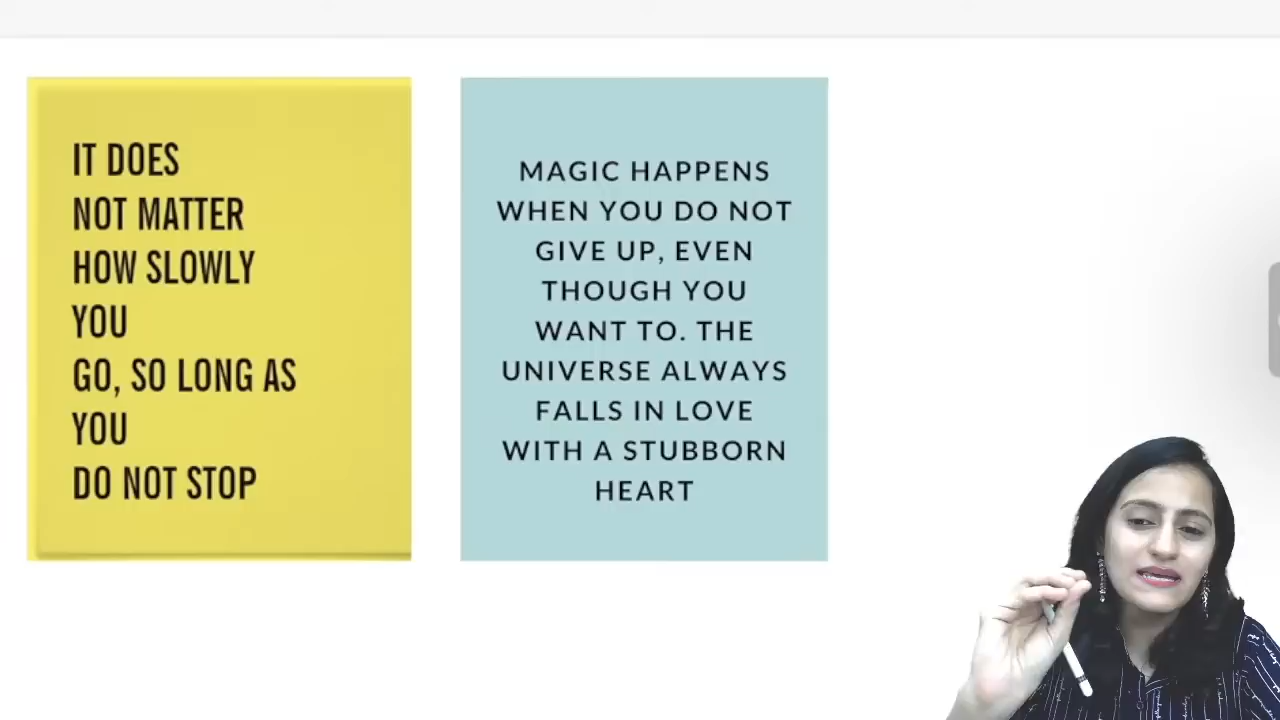 IT DOES
NOT MATTER
HOW SLOWLY
YOU
GO, SO LONG AS
YOU
DO NOT STOP
MAGIC HAPPENS
WHEN YOU DO NOT
GIVE UP, EVEN
THOUGH YOU
WANT TO. THE
UNIVERSE ALWAYS
FALLS IN LOVE
WITH A STUBBORN
HEART